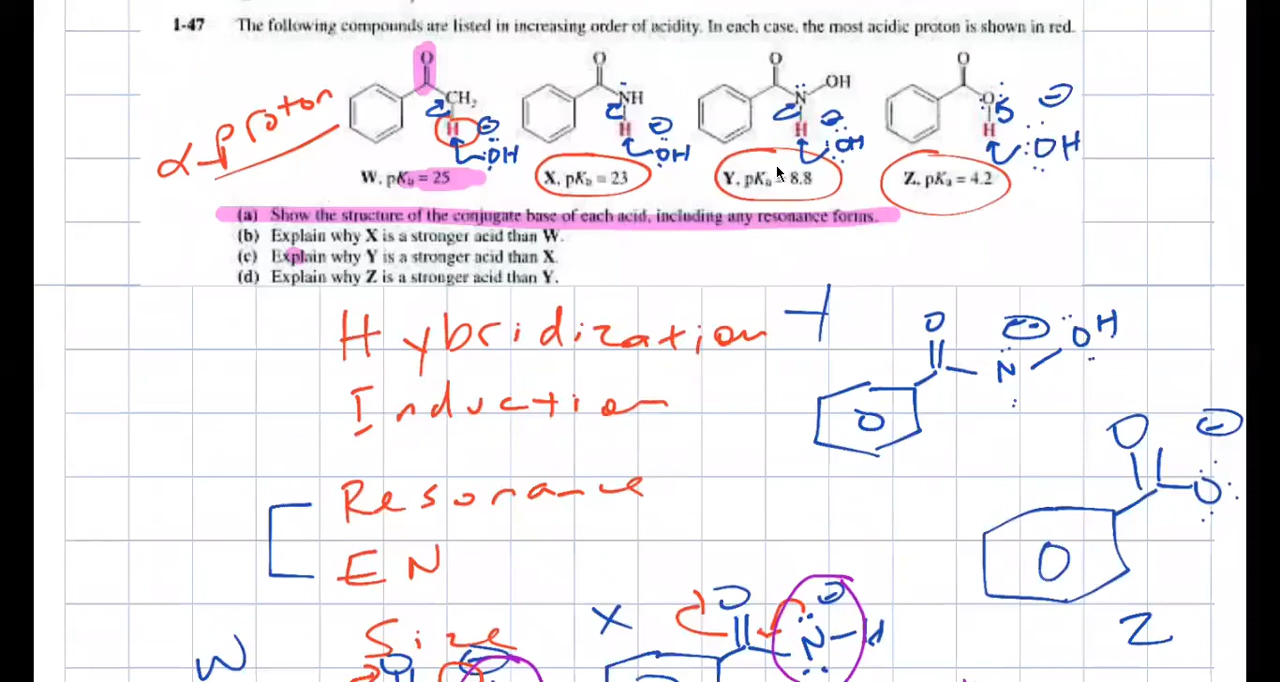 1-47 The following compounds are listed in increasing order of acidity. In each case, the most acidic proton is shown in red.
α-proton
O
CH₂
H
⊖
:OH
O
NH
H
⊖
:OH
O
OH
N
H
⊖
:OH
O
O
H
⊖
:OH
W. pKₐ = 25
X. pKₐ = 23
8.8
Z. pKₐ = 4.2
(a) Show the structure of the conjugate base of each acid, including any resonance forms.
(b) Explain why X is a stronger acid than W.
(c) Explain why Y is a stronger acid than X.
(d) Explain why Z is a stronger acid than Y.
Hybridization
O
⊖
N
OH
Induction
O
⊖
O
Resonance
EN
Size
X
O
⊖
N
Z
W
O